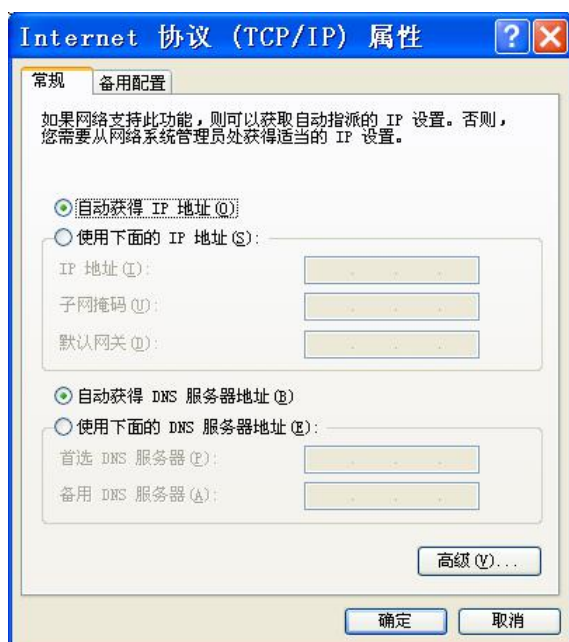 Internet 协议 (TCP/IP) 属性
常规
备用配置
如果网络支持此功能，则可以获取自动指派的 IP 设置。否则，
您需要从网络系统管理员处获得适当的 IP 设置。
自动获得 IP 地址(O)
使用下面的 IP 地址(S):
IP 地址(I):
子网掩码(U):
默认网关(D):
自动获得 DNS 服务器地址(B)
使用下面的 DNS 服务器地址(E):
首选 DNS 服务器(P):
备用 DNS 服务器(A):
高级(V)...
确定
取消